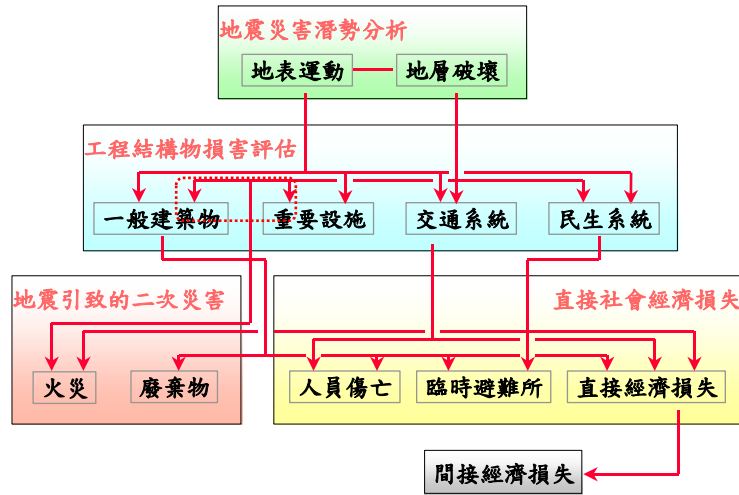 地震災害潛勢分析
地表運動 地層破壞
工程結構物損害評估
一般建築物 重要設施 交通系統 民生系統
地震引致的二次災害 直接社會經濟損失
火災 廢棄物 人員傷亡 臨時避難所 直接經濟損失
間接經濟損失